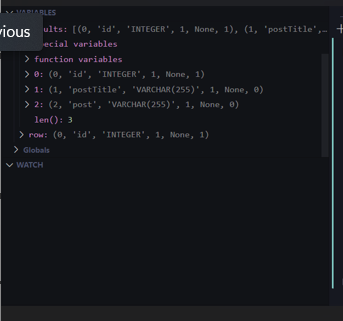 VARIABLES
ults: [(0, 'id', 'INTEGER', 1, None, 1), (1, 'postTitle',…
vious
ecial variables
function variables
0: (0, 'id', 'INTEGER', 1, None, 1)
1: (1, 'postTitle', 'VARCHAR(255)', 1, None, 0)
2: (2, 'post', 'VARCHAR(255)', 1, None, 0)
len(): 3
row: (0, 'id', 'INTEGER', 1, None, 1)
Globals
WATCH